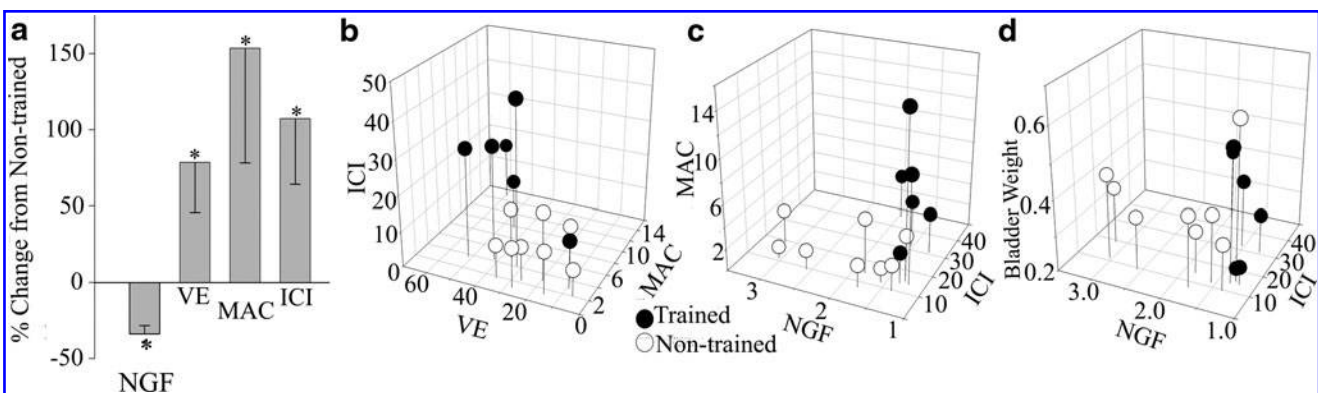 a
% Change from Non-trained
150
100
50
0
-50
*
*
*
*
NGF
VE
MAC
ICI
b
ICI
50
40
30
20
10
0
60
40
20
0
VE
14
10
6
2
MAC
c
MAC
14
10
6
2
3
2
1
NGF
40
30
20
10
ICI
Trained
Non-trained
d
Bladder Weight
0.6
0.4
0.2
3.0
2.0
1.0
NGF
40
30
20
10
ICI